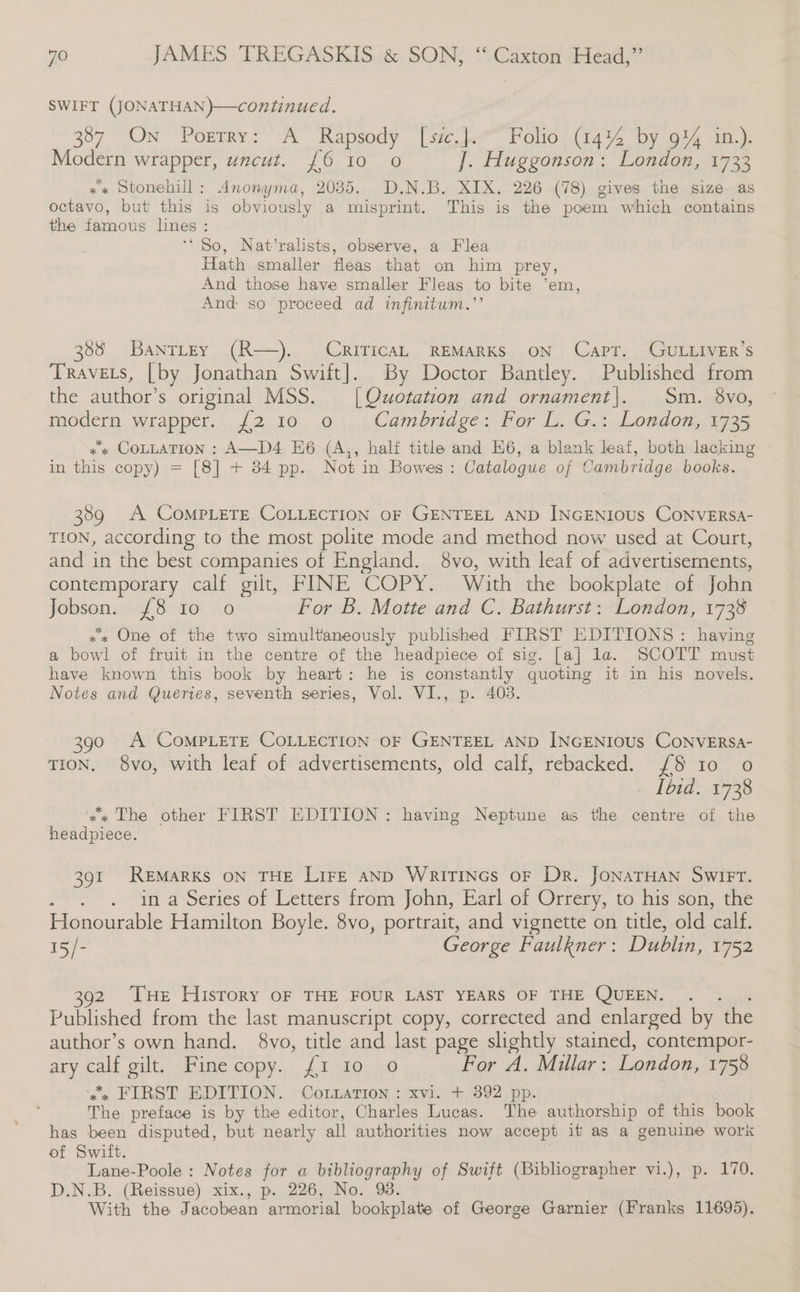 70 JAMES TREGASKIS & SON, “ Caxton Head,”
SWIFT (JONATHAN)—continued.
387 On Poetry: A Rapsody [sic.]. Folio (14½ by 9¼ in.).
Modern wrapper, uncut. £6 10 0 J. Huggonson: London, 1733
⁂ Stonehill: Anonyma, 2035. D.N.B. XIX. 226 (78) gives the size as
octavo, but this is obviously a misprint. This is the poem which contains
the famous lines:
“ So, Nat’ralists, observe, a Flea
Hath smaller fleas that on him prey,
And those have smaller Fleas to bite ’em,
And so proceed ad infinitum.”
388 Bantley (R—). Critical remarks on Capt. Gulliver’s
Travels, [by Jonathan Swift]. By Doctor Bantley. Published from
the author’s original MSS. [Quotation and ornament]. Sm. 8vo,
modern wrapper. £2 10 0 Cambridge: For L. G.: London, 1735
⁂ Collation : A—D4 E6 (A,, half title and E6, a blank leaf, both lacking
in this copy) = [8] + 34 pp. Not in Bowes: Catalogue of Cambridge books.
389 A Complete Collection of Genteel and Ingenious Conversa-
tion, according to the most polite mode and method now used at Court,
and in the best companies of England. 8vo, with leaf of advertisements,
contemporary calf gilt, FINE COPY. With the bookplate of John
Jobson. £8 10 0 For B. Motte and C. Bathurst: London, 1738
⁂ One of the two simultaneously published FIRST EDITIONS: having
a bowl of fruit in the centre of the headpiece of sig. [a] 1a. SCOTT must
have known this book by heart: he is constantly quoting it in his novels.
Notes and Queries, seventh series, Vol. VI., p. 403.
390 A Complete Collection of Genteel and Ingenious Conversa-
tion. 8vo, with leaf of advertisements, old calf, rebacked. £8 10 0
Ibid. 1738
⁂ The other FIRST EDITION: having Neptune as the centre of the
headpiece.
391 Remarks on the Life and Writings of Dr. Jonathan Swift.
. . . in a Series of Letters from John, Earl of Orrery, to his son, the
Honourable Hamilton Boyle. 8vo, portrait, and vignette on title, old calf.
15/- George Faulkner: Dublin, 1752
392 The History of the four last years of the Queen. . . .
Published from the last manuscript copy, corrected and enlarged by the
author’s own hand. 8vo, title and last page slightly stained, contempor-
ary calf gilt. Fine copy. £1 10 0 For A. Millar: London, 1758
⁂ FIRST EDITION. Collation : xvi. + 392 pp.
The preface is by the editor, Charles Lucas. The authorship of this book
has been disputed, but nearly all authorities now accept it as a genuine work
of Swift.
Lane-Poole : Notes for a bibliography of Swift (Bibliographer vi.), p. 170.
D.N.B. (Reissue) xix., p. 226, No. 93.
With the Jacobean armorial bookplate of George Garnier (Franks 11695).